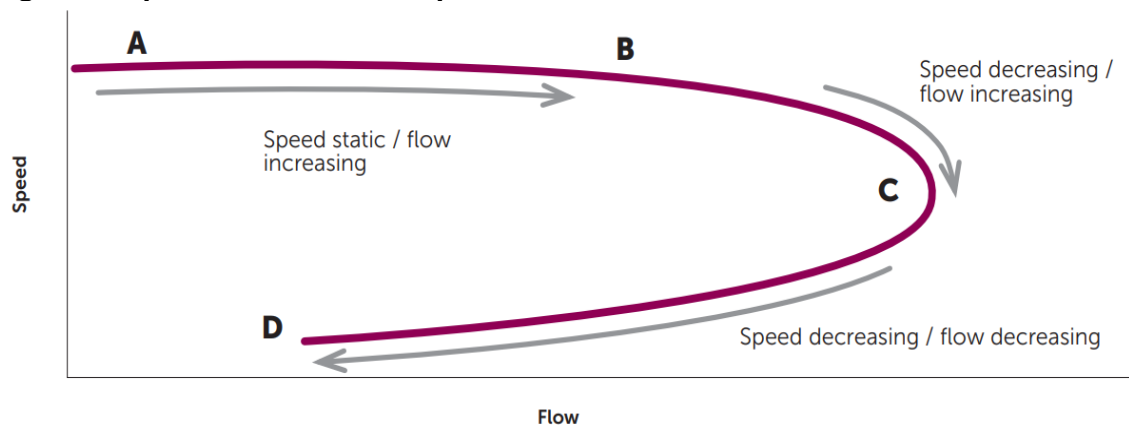 A
B
Speed decreasing /
flow increasing
Speed static / flow
increasing
Speed
C
D
Speed decreasing / flow decreasing
Flow